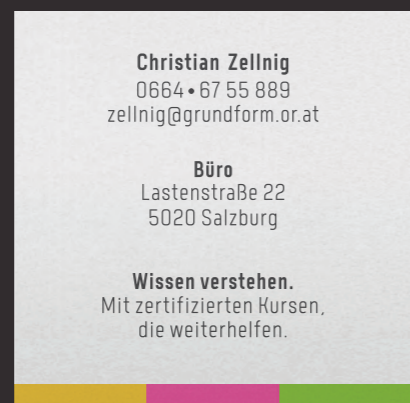 Christian Zellnig
0664 • 67 55 889
zellnig@grundform.or.at
Büro
Lastenstraße 22
5020 Salzburg
Wissen verstehen.
Mit zertifizierten Kursen,
die weiterhelfen.